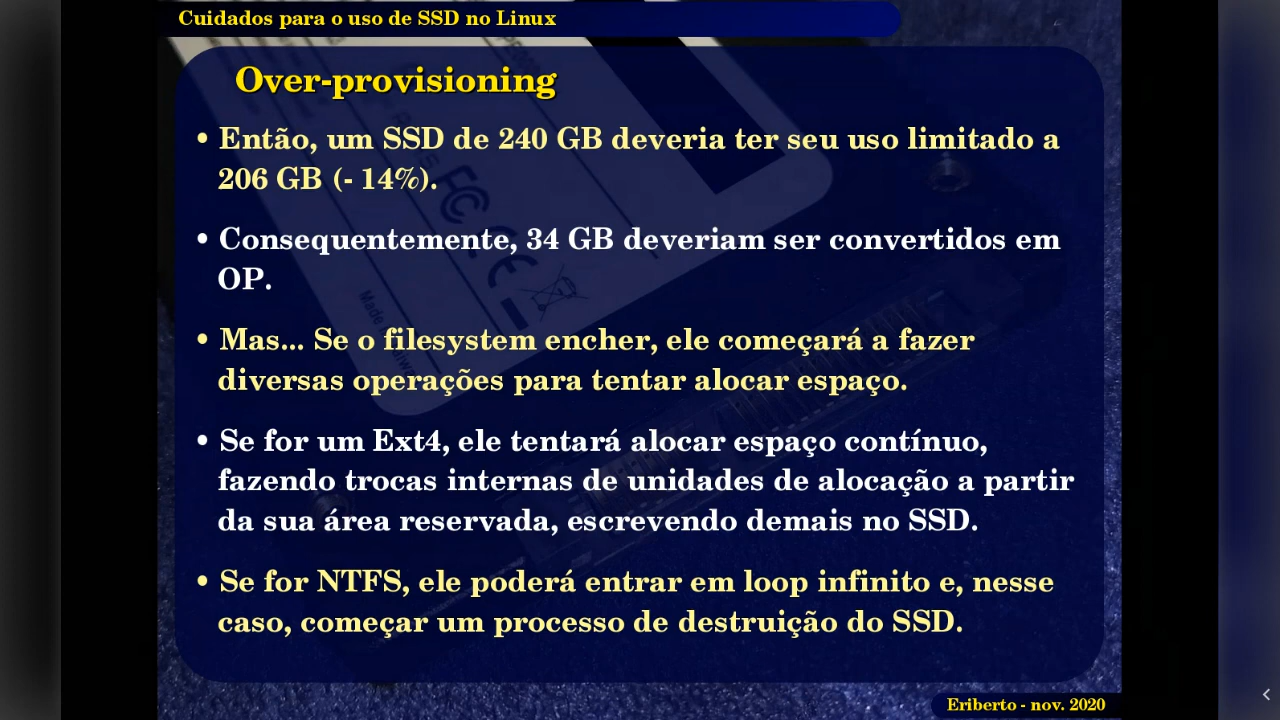 Cuidados para o uso de SSD no Linux
Over-provisioning
• Então, um SSD de 240 GB deveria ter seu uso limitado a
206 GB (- 14%).
• Consequentemente, 34 GB deveriam ser convertidos em
OP.
• Mas... Se o filesystem encher, ele começará a fazer
diversas operações para tentar alocar espaço.
• Se for um Ext4, ele tentará alocar espaço contínuo,
fazendo trocas internas de unidades de alocação a partir
da sua área reservada, escrevendo demais no SSD.
• Se for NTFS, ele poderá entrar em loop infinito e, nesse
caso, começar um processo de destruição do SSD.
Eriberto - nov. 2020